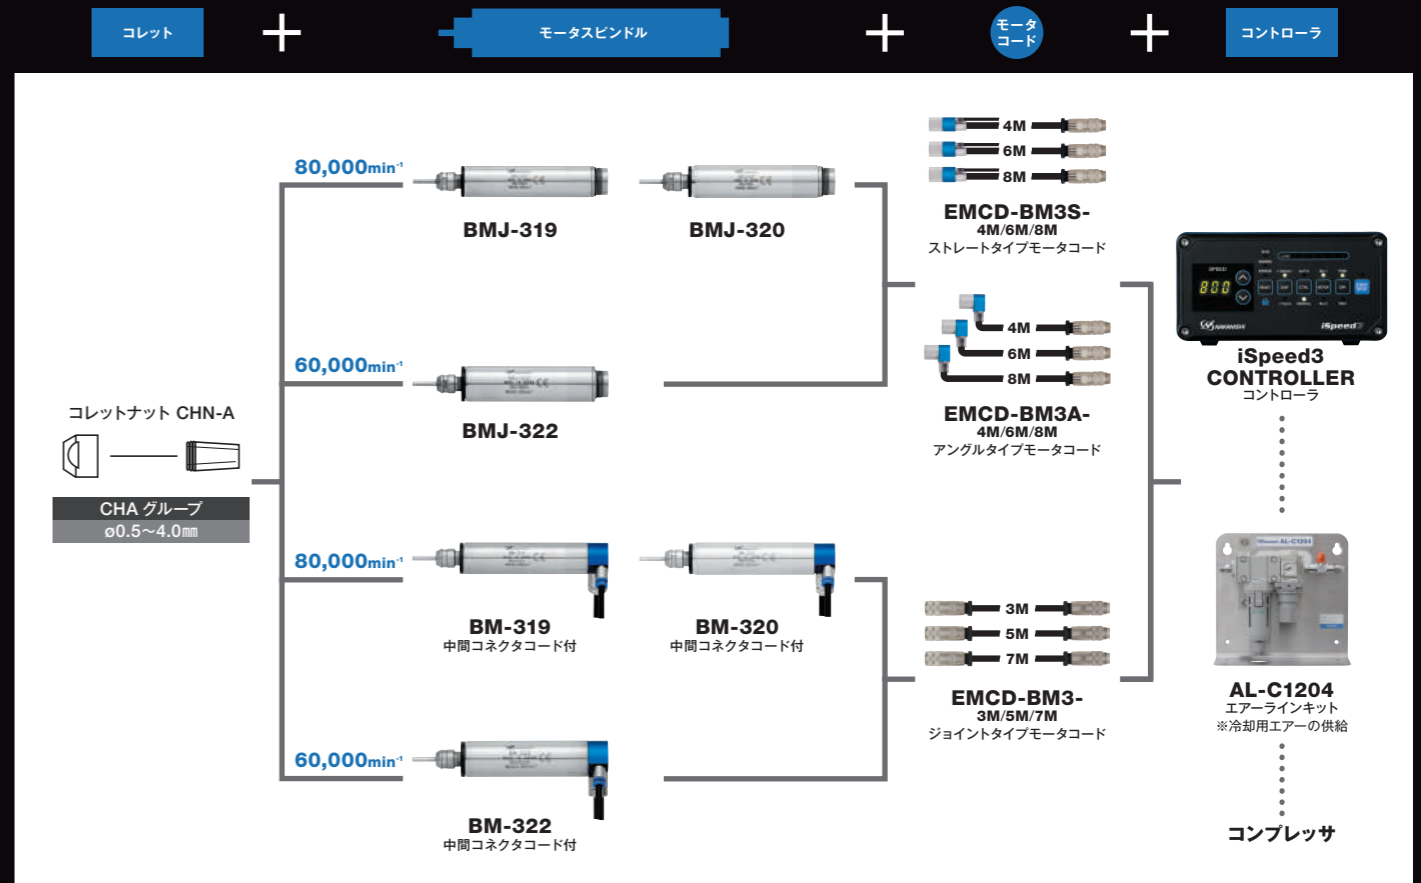 コレット
モータスピンドル
モータ
コード
コントローラ
80,000min⁻¹
BMJ-319
BMJ-320
4M
6M
8M
EMCD-BM3S-
4M/6M/8M
ストレートタイプモータコード
60,000min⁻¹
BMJ-322
4M
6M
8M
EMCD-BM3A-
4M/6M/8M
アングルタイプモータコード
SPEED
800
NAKANISHI
iSpeed3
iSpeed3
CONTROLLER
コントローラ
コレットナット CHN-A
CHA グループ
ø0.5～4.0㎜
80,000min⁻¹
BM-319
中間コネクタコード付
BM-320
中間コネクタコード付
3M
5M
7M
EMCD-BM3-
3M/5M/7M
ジョイントタイプモータコード
AL-C1204
AL-C1204
エアーラインキット
※冷却用エアーの供給
60,000min⁻¹
BM-322
中間コネクタコード付
コンプレッサ